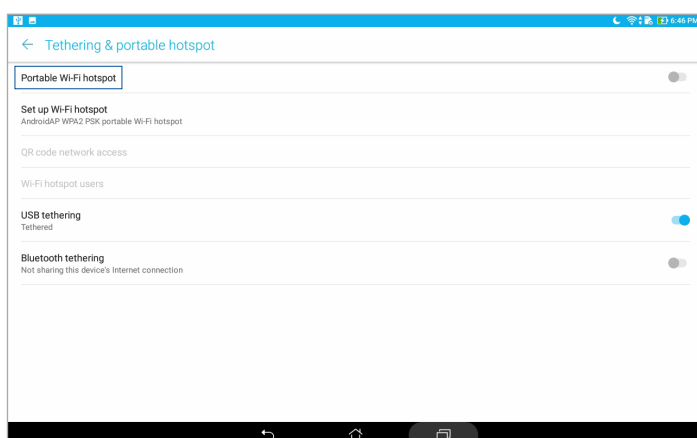 6:46 PM
Tethering & portable hotspot
Portable Wi-Fi hotspot
Set up Wi-Fi hotspot
AndroidAP WPA2 PSK portable Wi-Fi hotspot
QR code network access
Wi-Fi hotspot users
USB tethering
Tethered
Bluetooth tethering
Not sharing this device's Internet connection